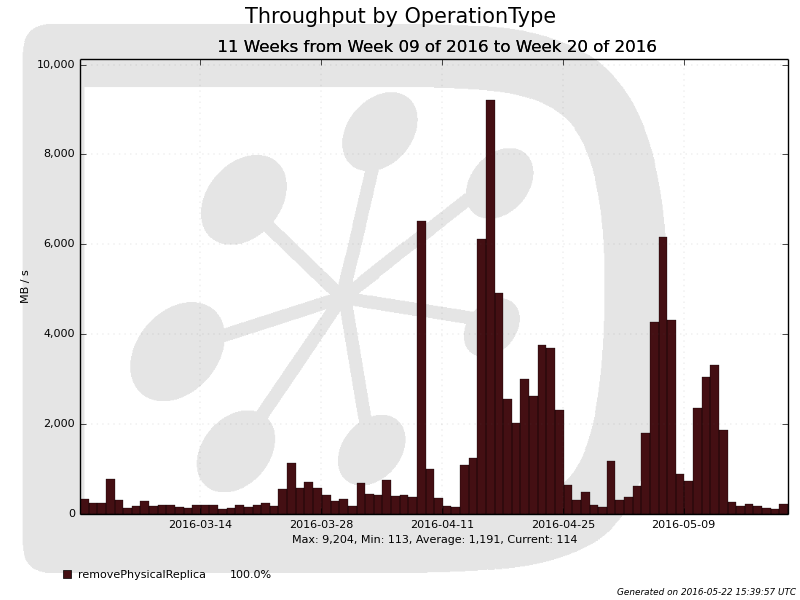 Throughput by OperationType
11 Weeks from Week 09 of 2016 to Week 20 of 2016
10,000
8,000
6,000
4,000
2,000
0
MB / s
2016-03-14 2016-03-28 2016-04-11 2016-04-25 2016-05-09
Max: 9,204, Min: 113, Average: 1,191, Current: 114
removePhysicalReplica 100.0%
Generated on 2016-05-22 15:39:57 UTC